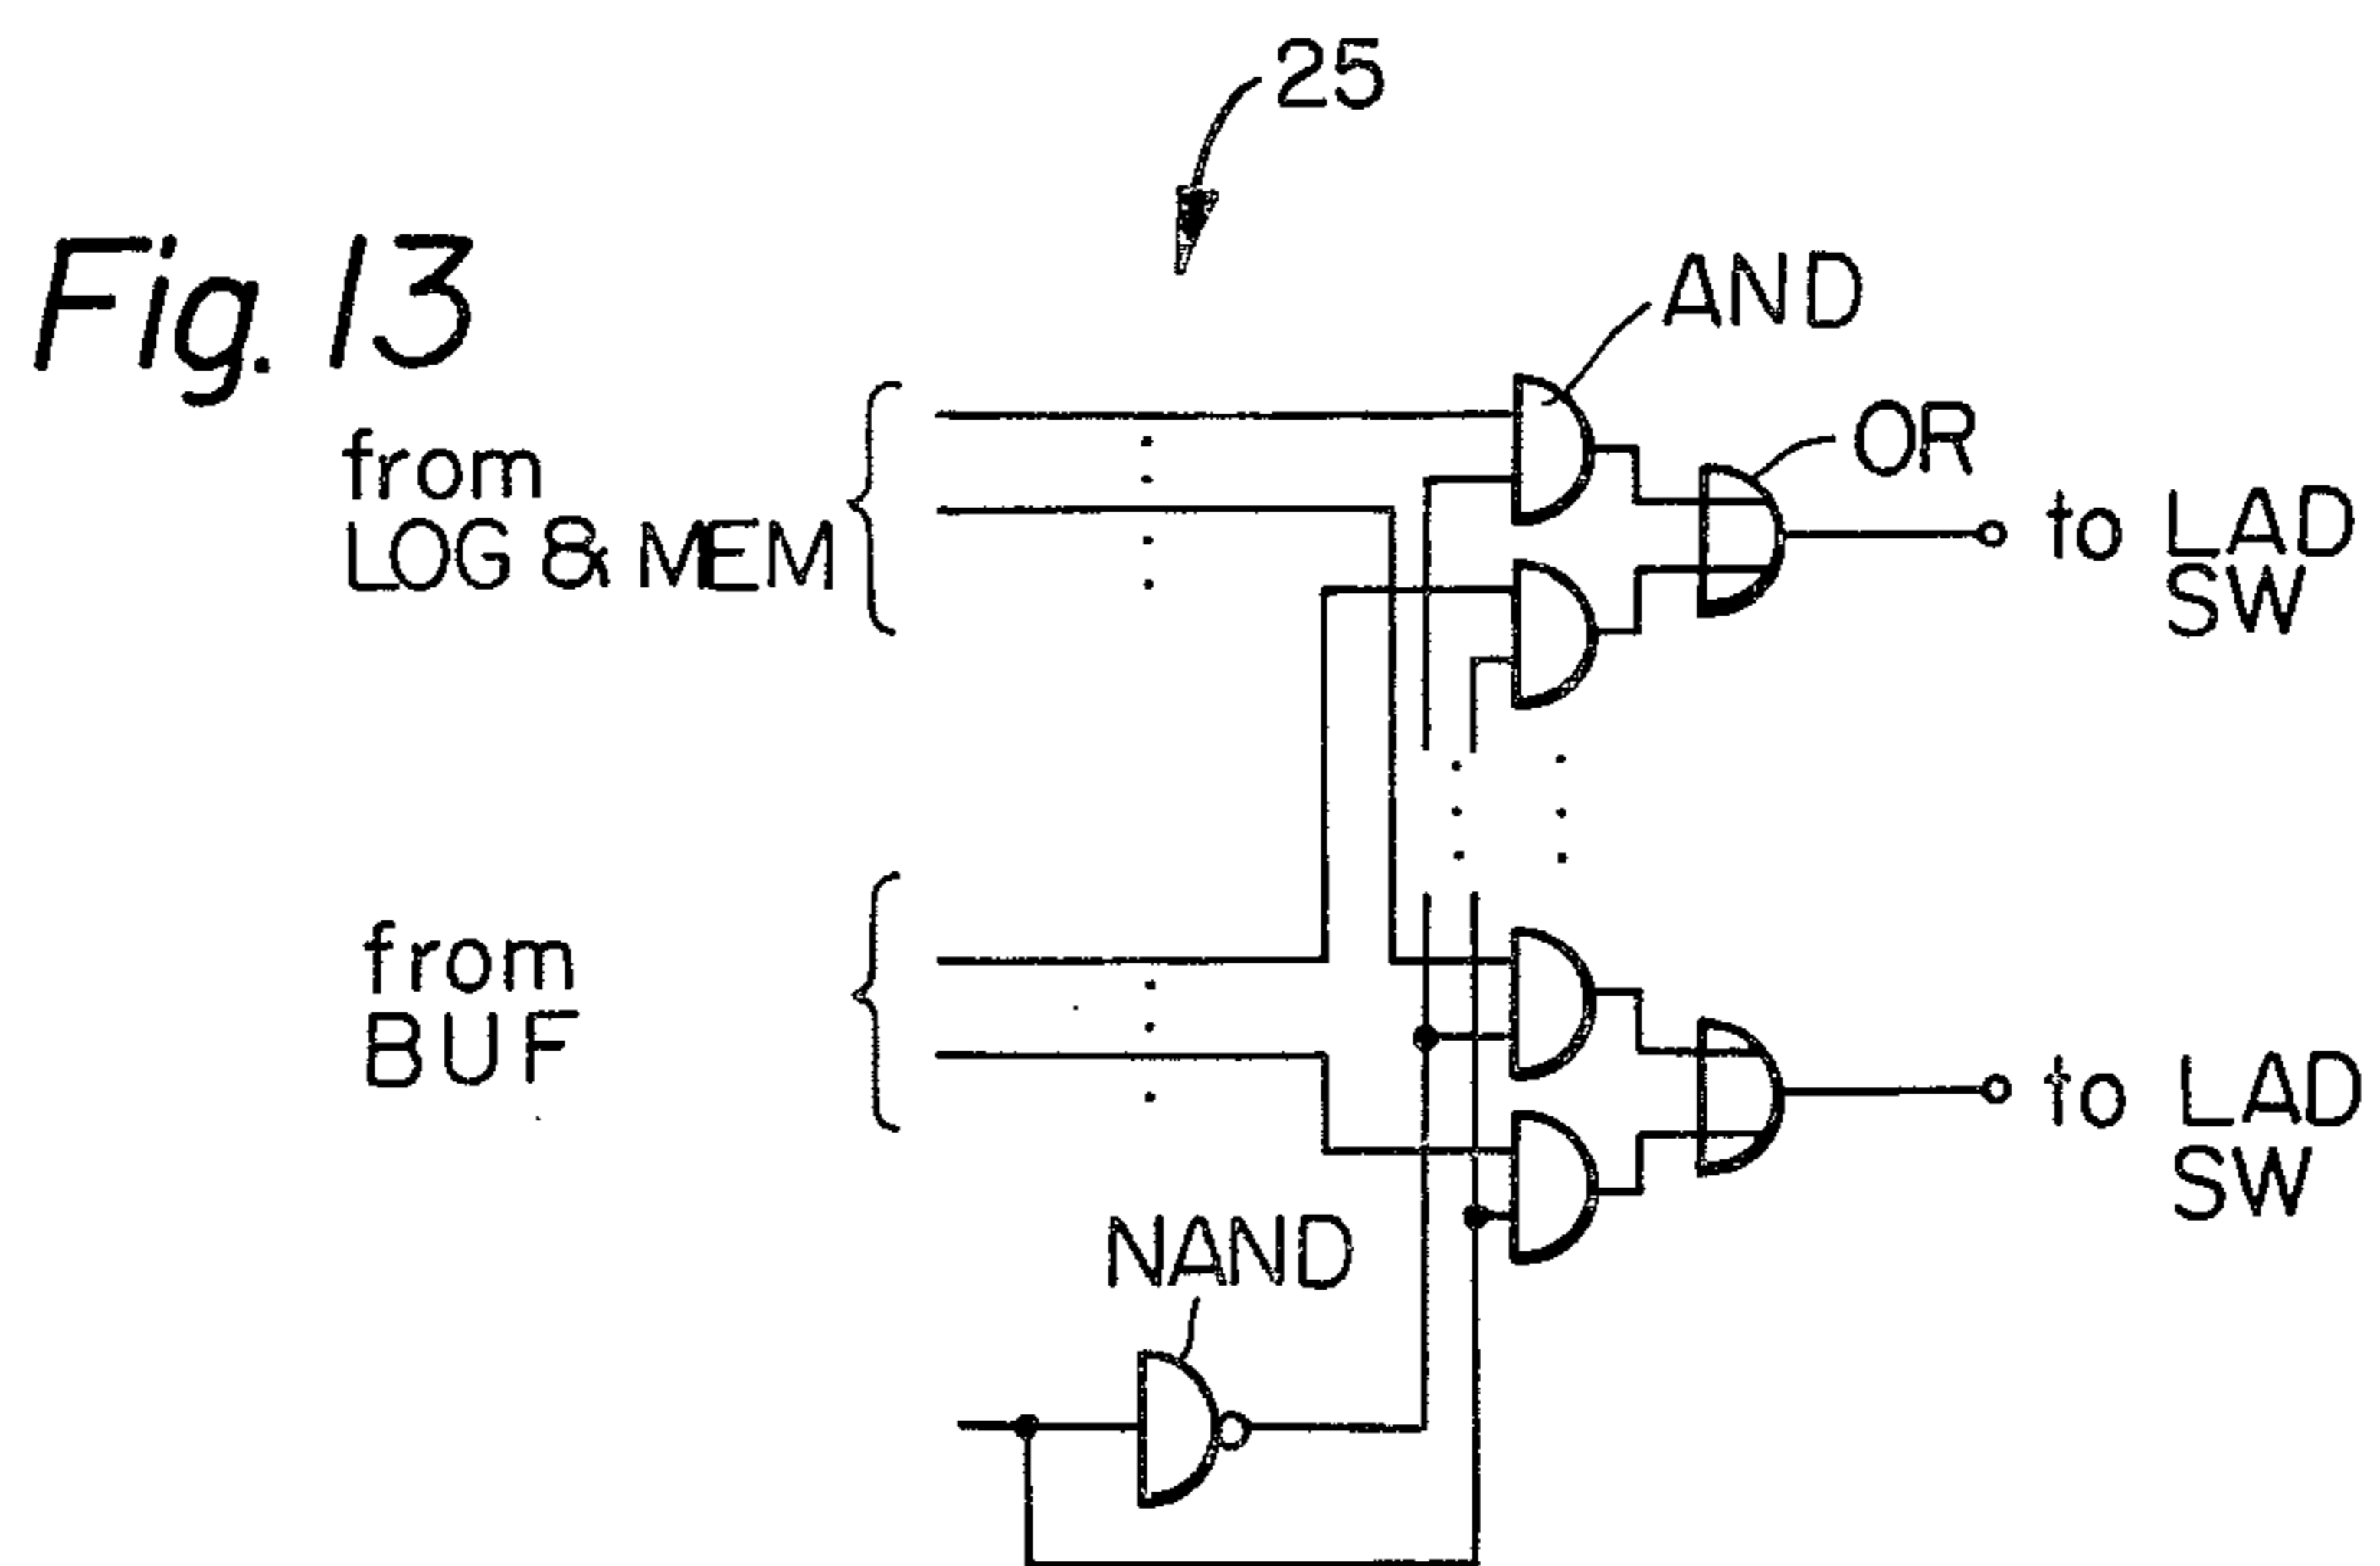 25
Fig. 13
AND
OR
from
LOG & MEM
to LAD
SW
from
BUF
to LAD
SW
NAND